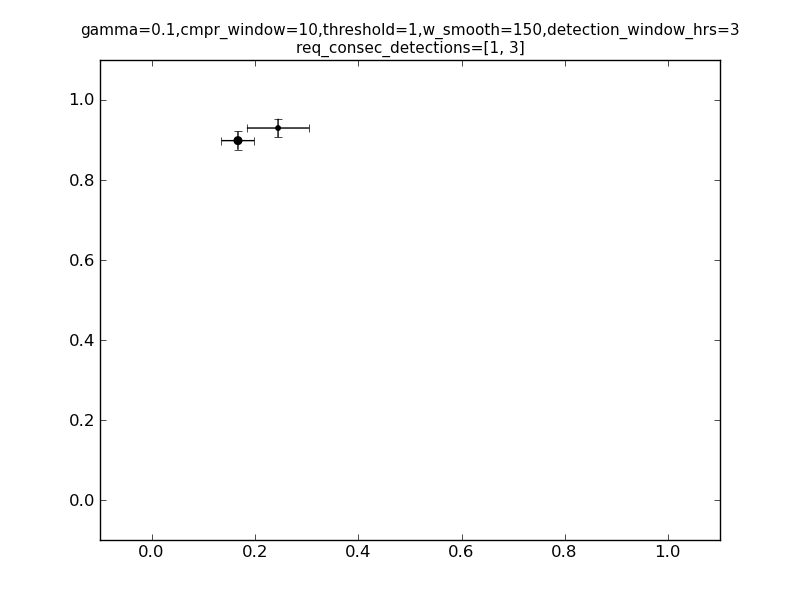 gamma=0.1,cmpr_window=10,threshold=1,w_smooth=150,detection_window_hrs=3
req_consec_detections=[1, 3]
1.0
0.8
0.6
0.4
0.2
0.0
0.0 0.2 0.4 0.6 0.8 1.0